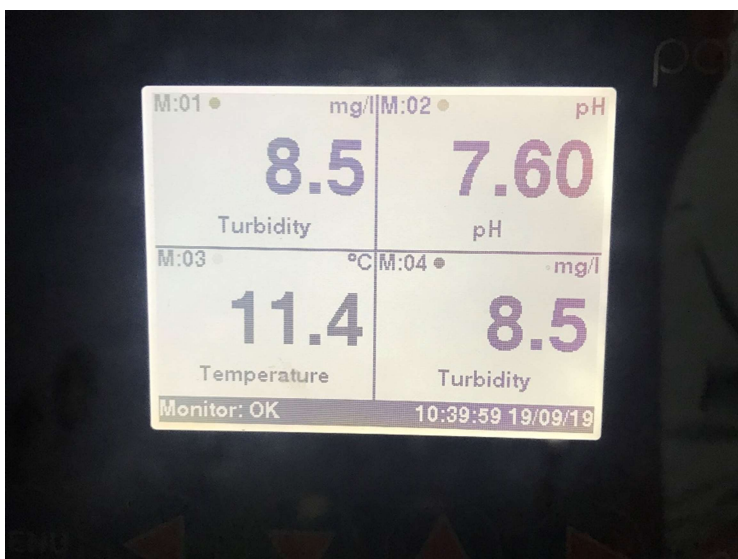 M:01 mg/l M:02 pH
8.5 7.60
Turbidity pH
M:03 °C M:04 mg/l
11.4 8.5
Temperature Turbidity
Monitor: OK 10:39:59 19/09/19